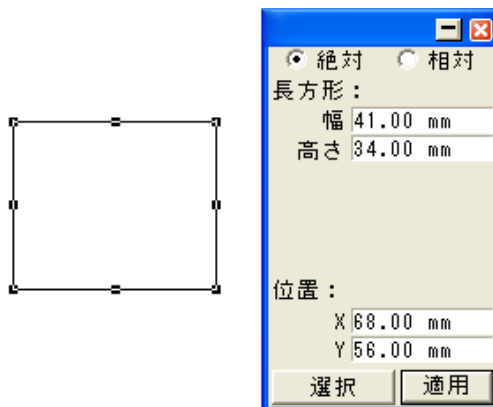 絶対 相対
長方形：
幅 41.00 mm
高さ 34.00 mm
位置：
X 68.00 mm
Y 56.00 mm
選択 適用